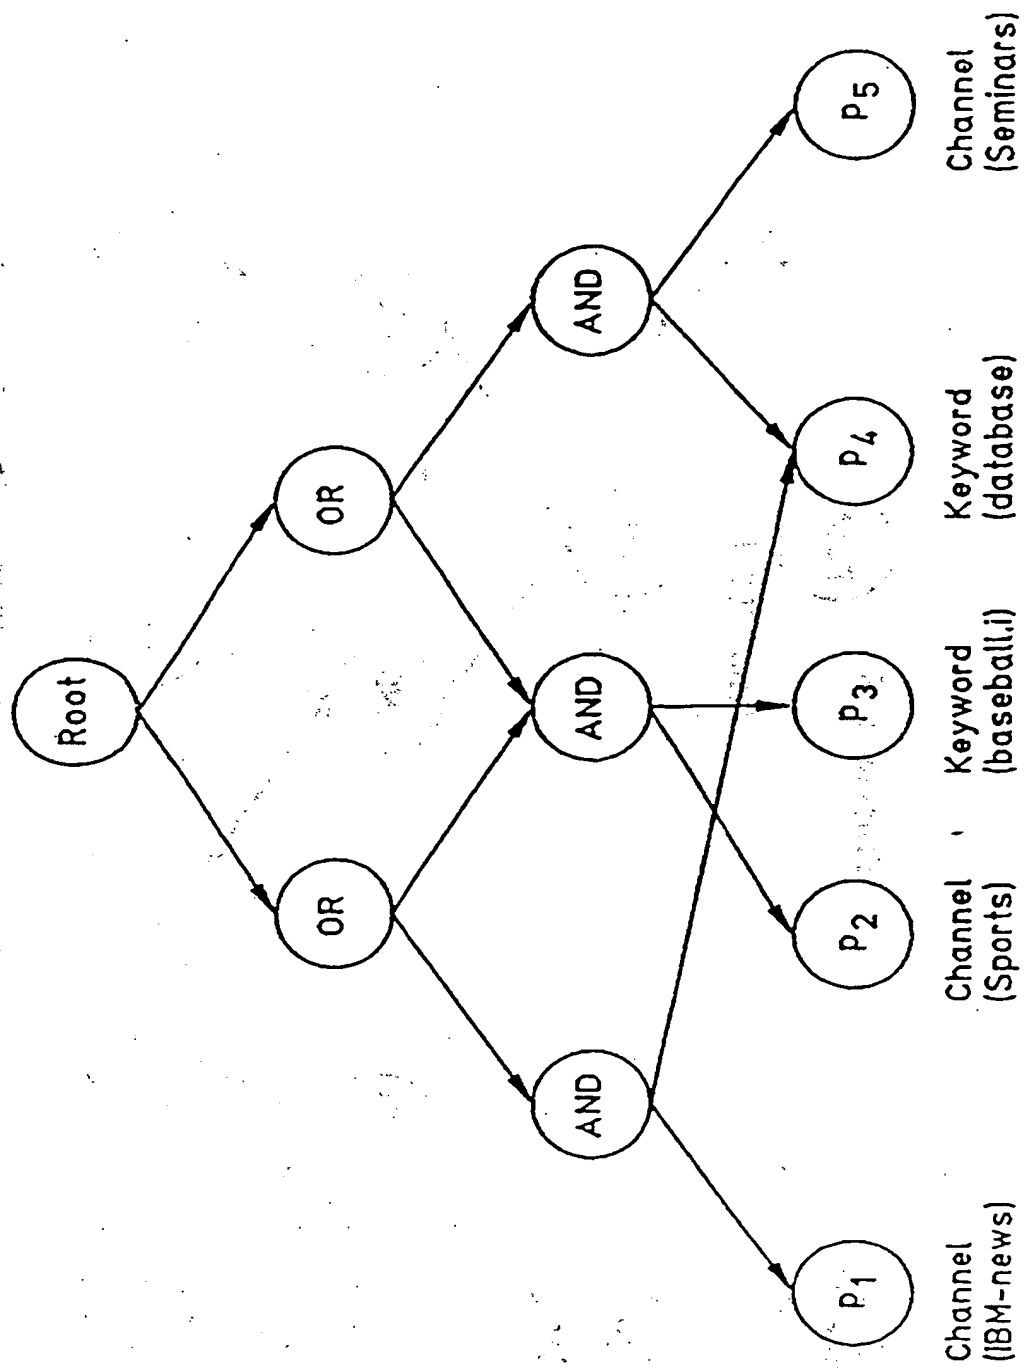 Root
OR
OR
AND
AND
AND
P1
P2
P3
P4
P5
Channel
(IBM-news)
Channel
(Sports)
Keyword
(baseball.i)
Keyword
(database)
Channel
(Seminars)